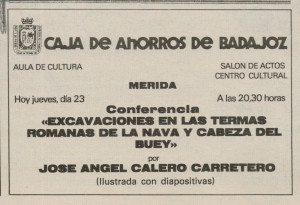 CAJA DE AHORROS DE BADAJOZ
AULA DE CULTURA
SALON DE ACTOS
CENTRO CULTURAL
MERIDA
Hoy jueves, día 23
A las 20,30 horas
Conferencia
«EXCAVACIONES EN LAS TERMAS
ROMANAS DE LA NAVA Y CABEZA DEL
BUEY»
por
JOSE ANGEL CALERO CARRETERO
(Ilustrada con diapositivas)